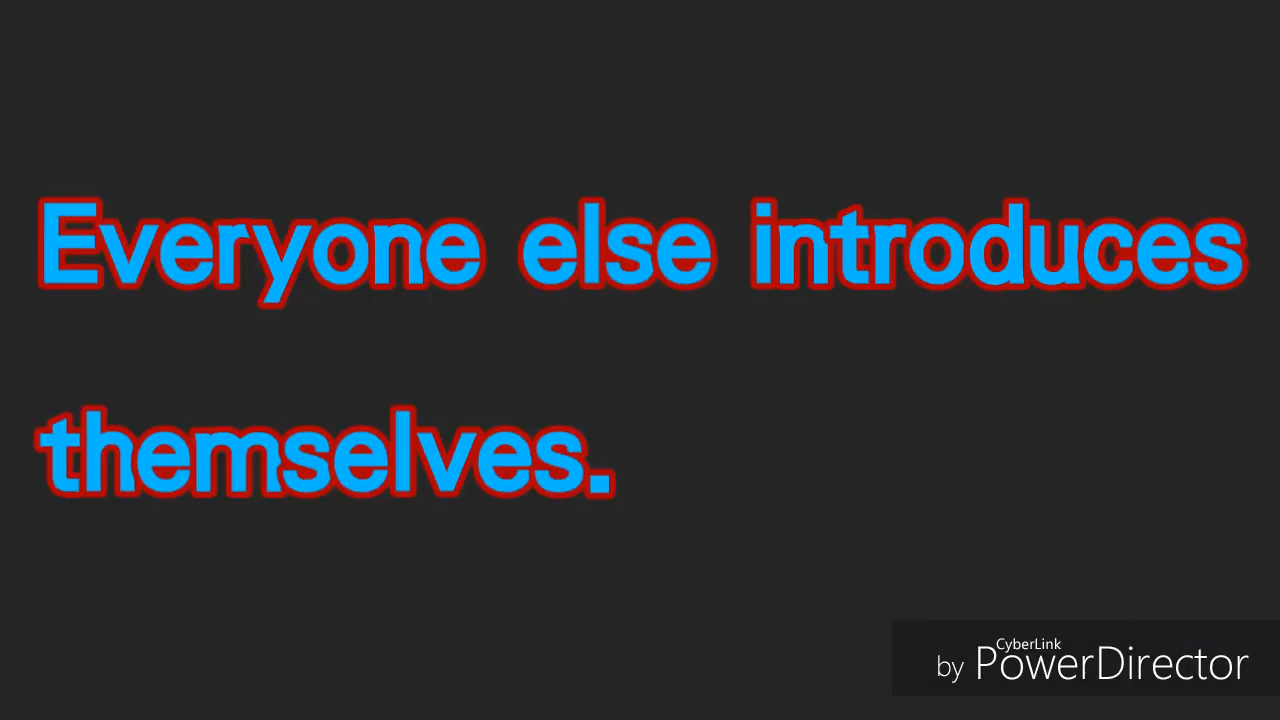 Everyone else introduces
themselves.
CyberLink
by PowerDirector